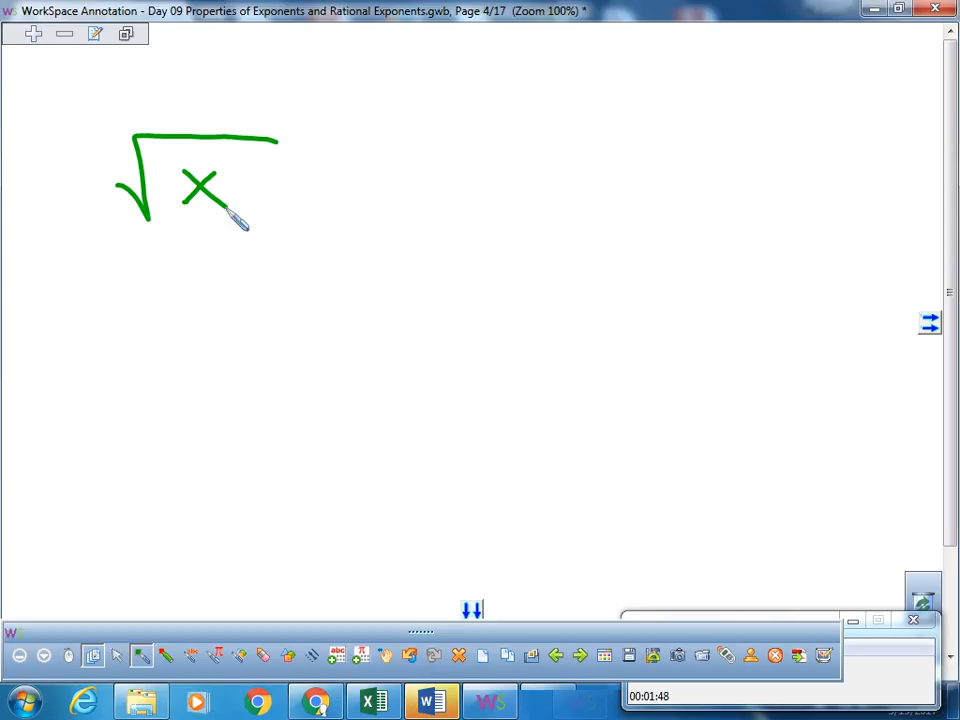 WorkSpace Annotation - Day 09 Properties of Exponents and Rational Exponents.gwb, Page 4/17 (Zoom 100%) *
√x
WS
00:01:48